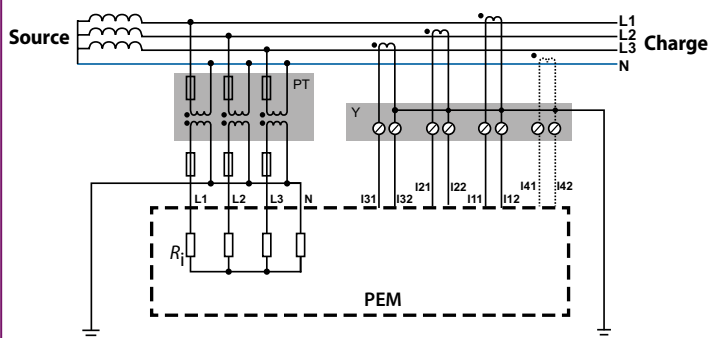 L1
L2
Source
L3
Charge
N
PT
Y
I31 I32 I21 I22 I11 I12 I41 I42
L1 L2 L3 N
Ri
PEM